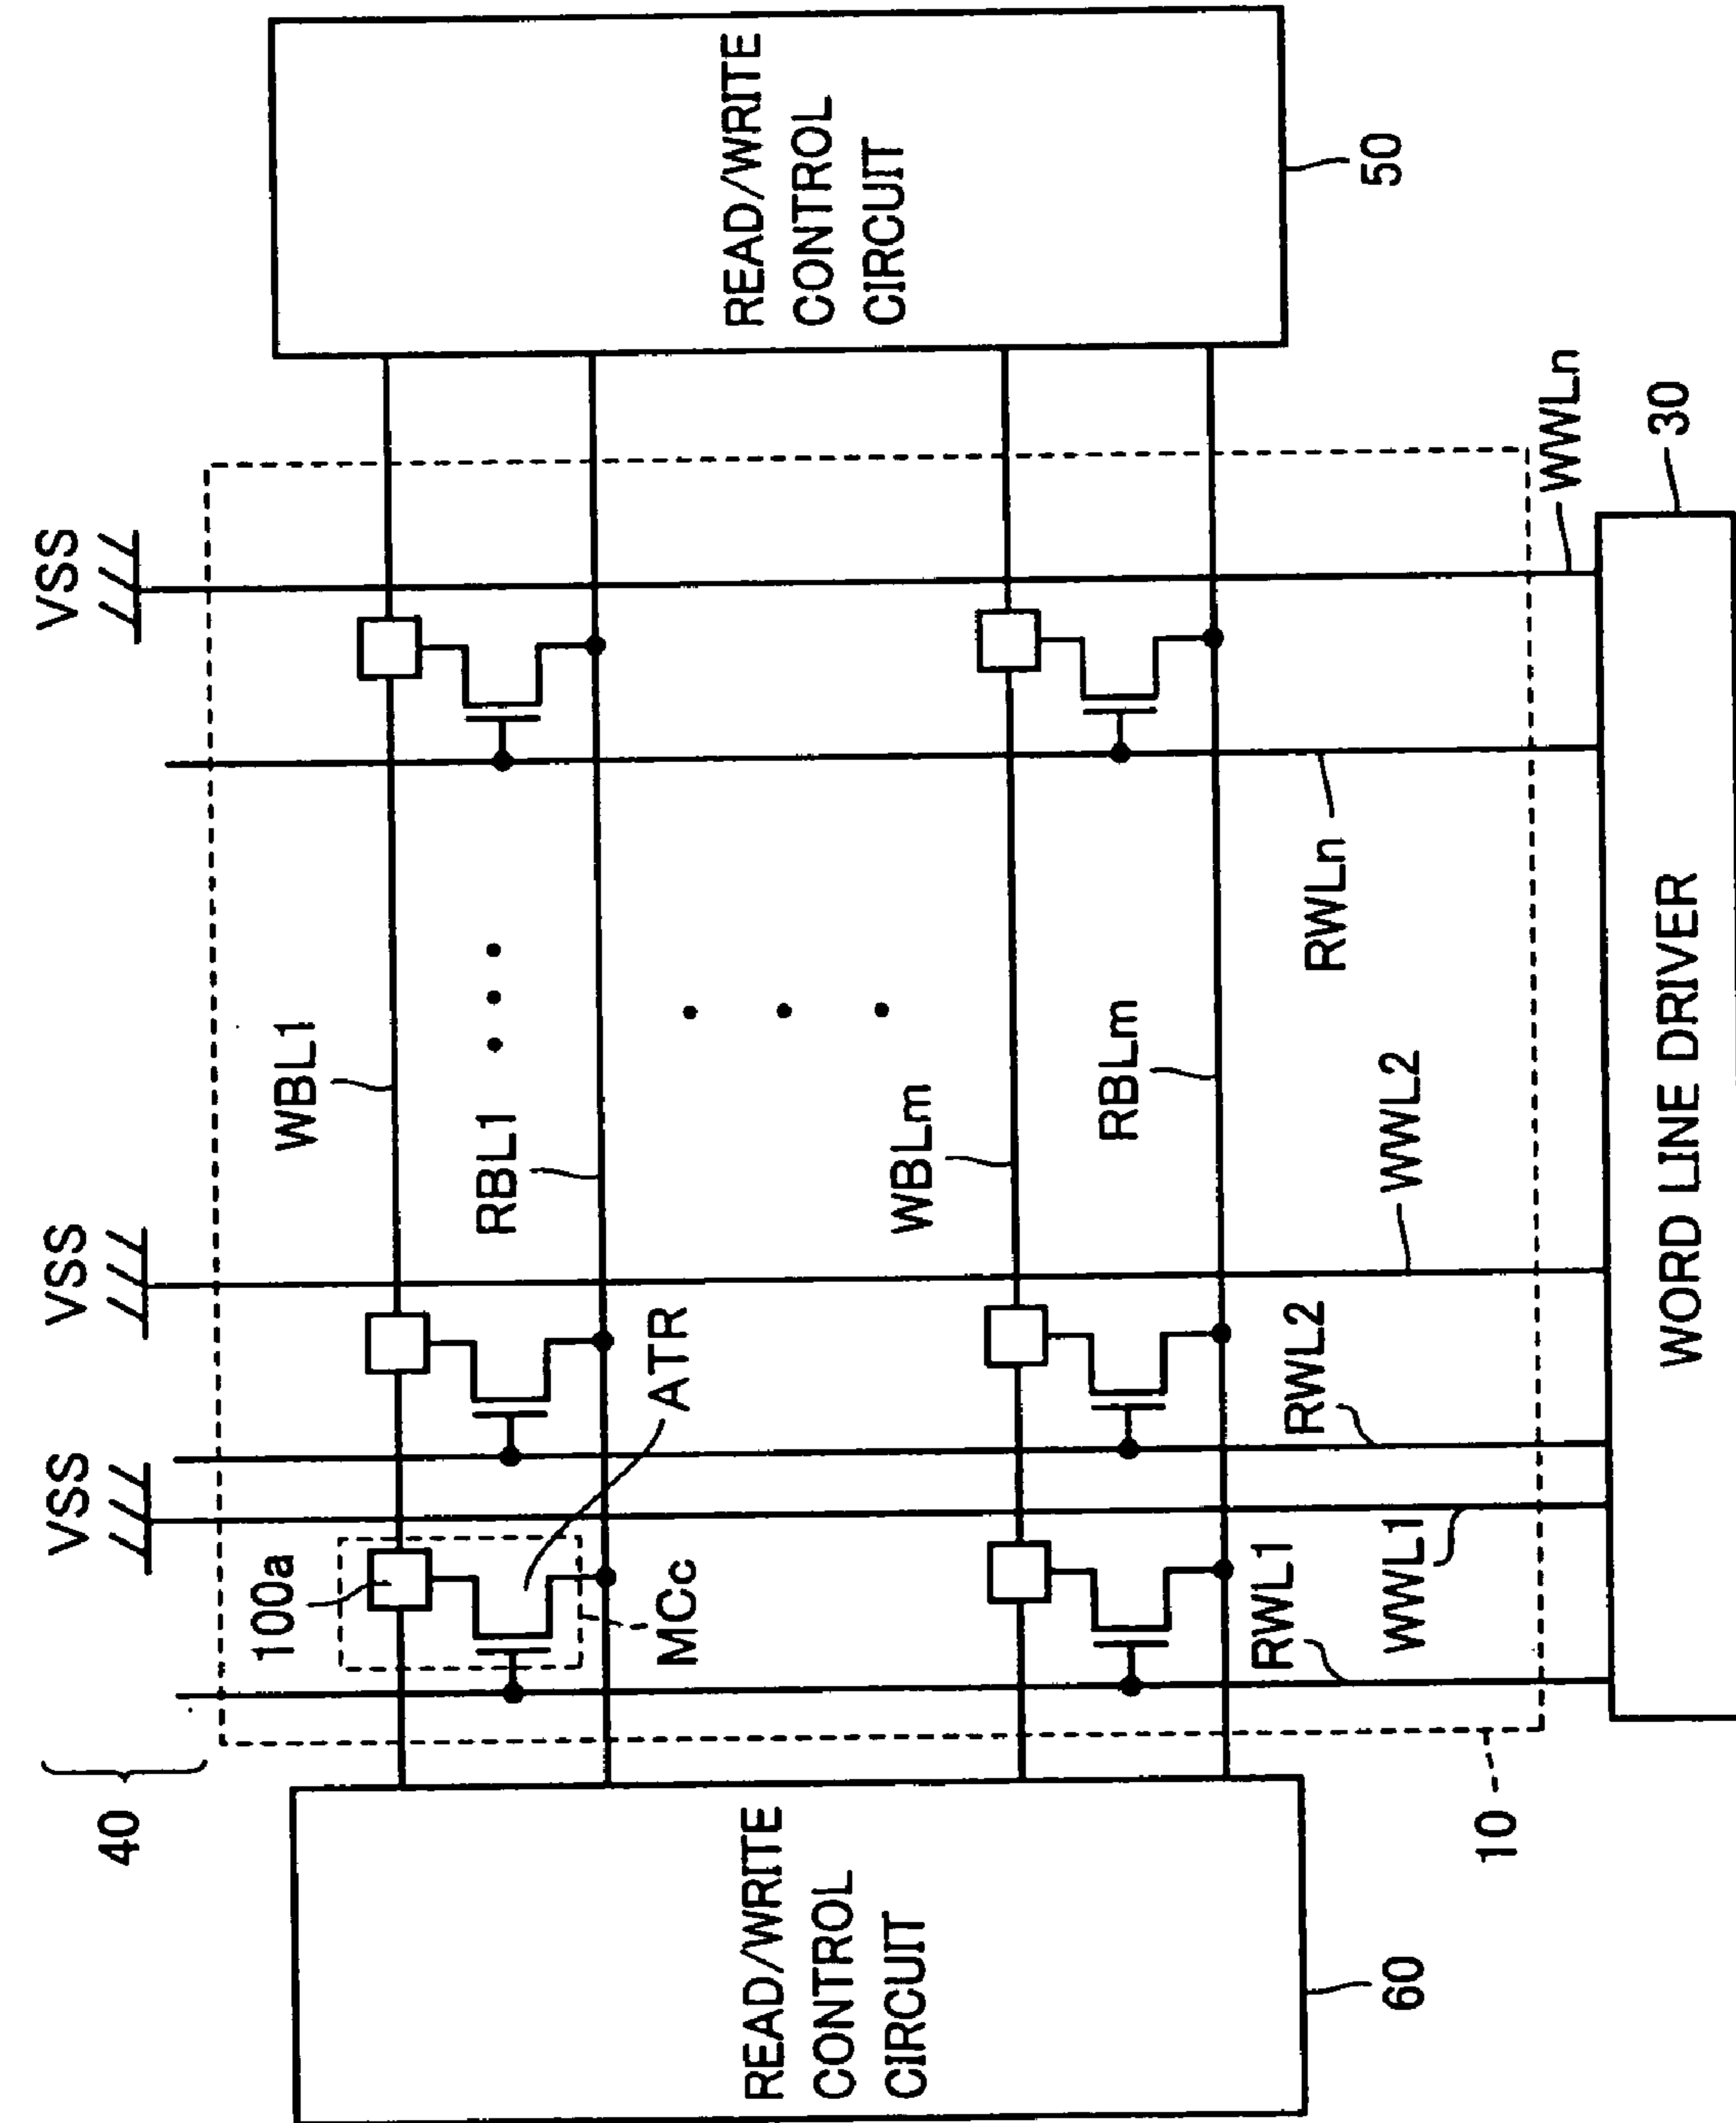 40
VSS
VSS
VSS
READ/WRITE
CONTROL
CIRCUIT
60
READ/WRITE
CONTROL
CIRCUIT
50
100a
WBL1
RBL1
ATR
MCc
WBLm
RBLm
RWL1
WWL1
RWL2
WWL2
RWLn
WWLn
10
WORD LINE DRIVER
30